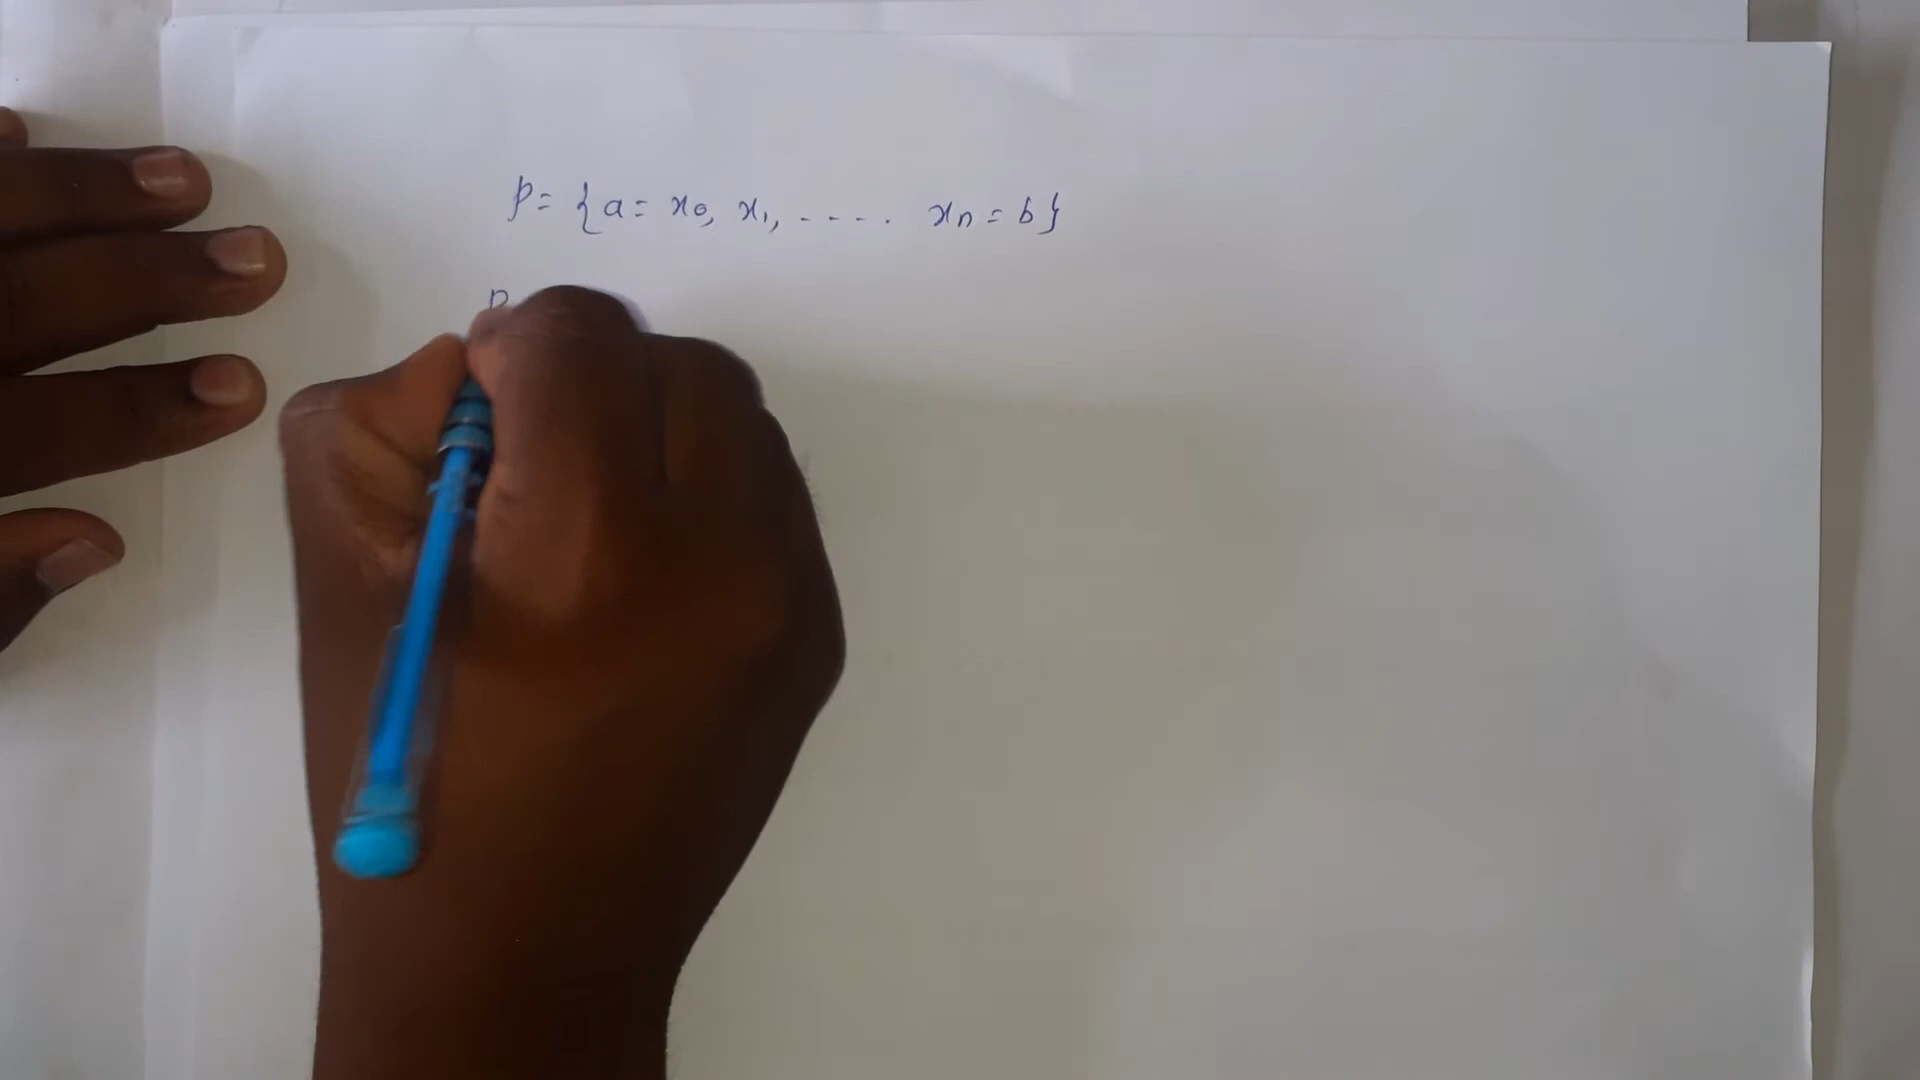 P = {a = x₀, x₁, ----. xₙ = b}
P